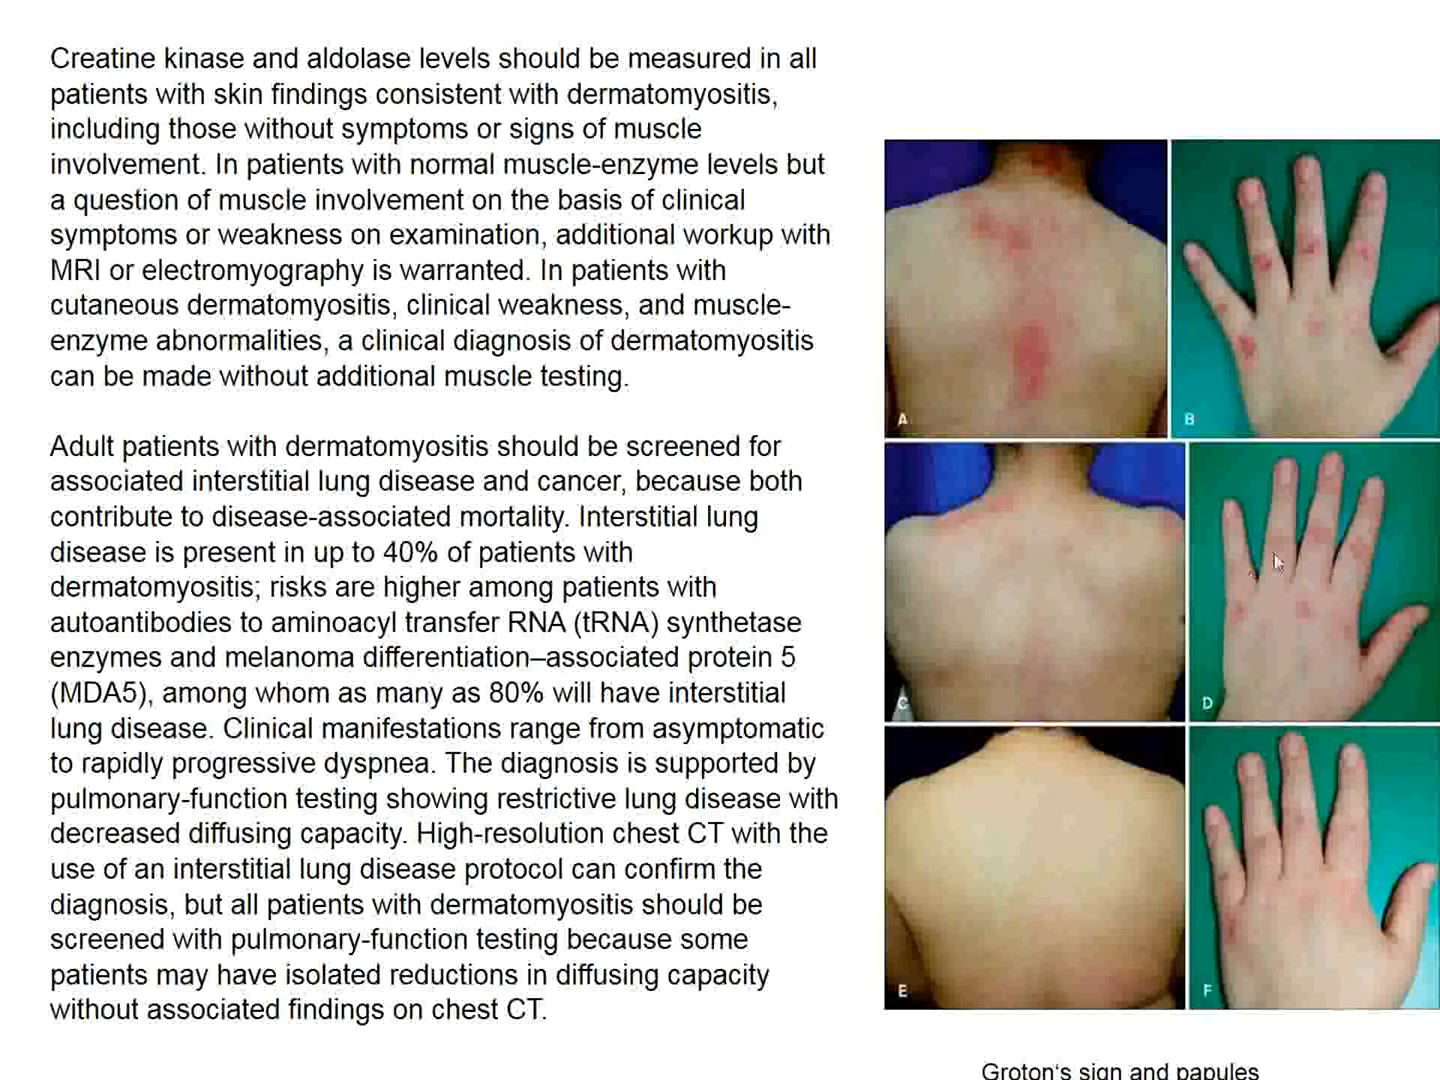 Creatine kinase and aldolase levels should be measured in all
patients with skin findings consistent with dermatomyositis,
including those without symptoms or signs of muscle
involvement. In patients with normal muscle-enzyme levels but
a question of muscle involvement on the basis of clinical
symptoms or weakness on examination, additional workup with
MRI or electromyography is warranted. In patients with
cutaneous dermatomyositis, clinical weakness, and muscle-
enzyme abnormalities, a clinical diagnosis of dermatomyositis
can be made without additional muscle testing.
Adult patients with dermatomyositis should be screened for
associated interstitial lung disease and cancer, because both
contribute to disease-associated mortality. Interstitial lung
disease is present in up to 40% of patients with
dermatomyositis; risks are higher among patients with
autoantibodies to aminoacyl transfer RNA (tRNA) synthetase
enzymes and melanoma differentiation–associated protein 5
(MDA5), among whom as many as 80% will have interstitial
lung disease. Clinical manifestations range from asymptomatic
to rapidly progressive dyspnea. The diagnosis is supported by
pulmonary-function testing showing restrictive lung disease with
decreased diffusing capacity. High-resolution chest CT with the
use of an interstitial lung disease protocol can confirm the
diagnosis, but all patients with dermatomyositis should be
screened with pulmonary-function testing because some
patients may have isolated reductions in diffusing capacity
without associated findings on chest CT.
A
B
C
D
E
F
Groton‘s sign and papules